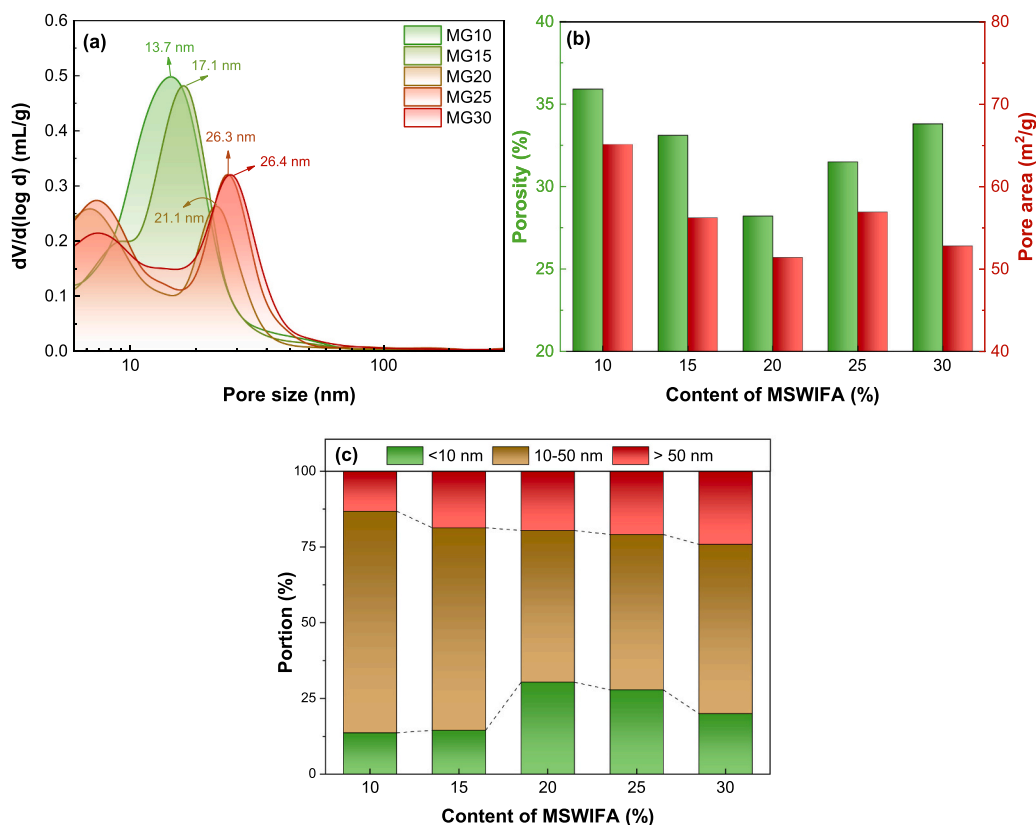 (a)
13.7 nm
17.1 nm
26.3 nm
26.4 nm
21.1 nm
MG10
MG15
MG20
MG25
MG30
0.6
0.5
0.4
0.3
0.2
0.1
0.0
dV/d(log d) (mL/g)
10
100
Pore size (nm)
(b)
40
35
30
25
20
Porosity (%)
80
70
60
50
40
Pore area (m²/g)
10
15
20
25
30
Content of MSWIFA (%)
(c)
<10 nm
10-50 nm
> 50 nm
100
75
50
25
0
Portion (%)
10
15
20
25
30
Content of MSWIFA (%)